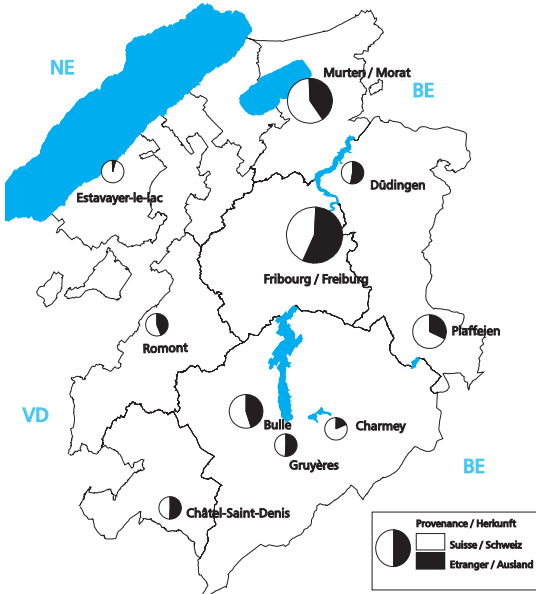 NE
Murten / Morat
BE
Düdingen
Estavayer-le-lac
Fribourg / Freiburg
Plaffeien
Romont
VD
Bulle
Charmey
Gruyères
BE
Châtel-Saint-Denis
Provenance / Herkunft
Suisse / Schweiz
Etranger / Ausland